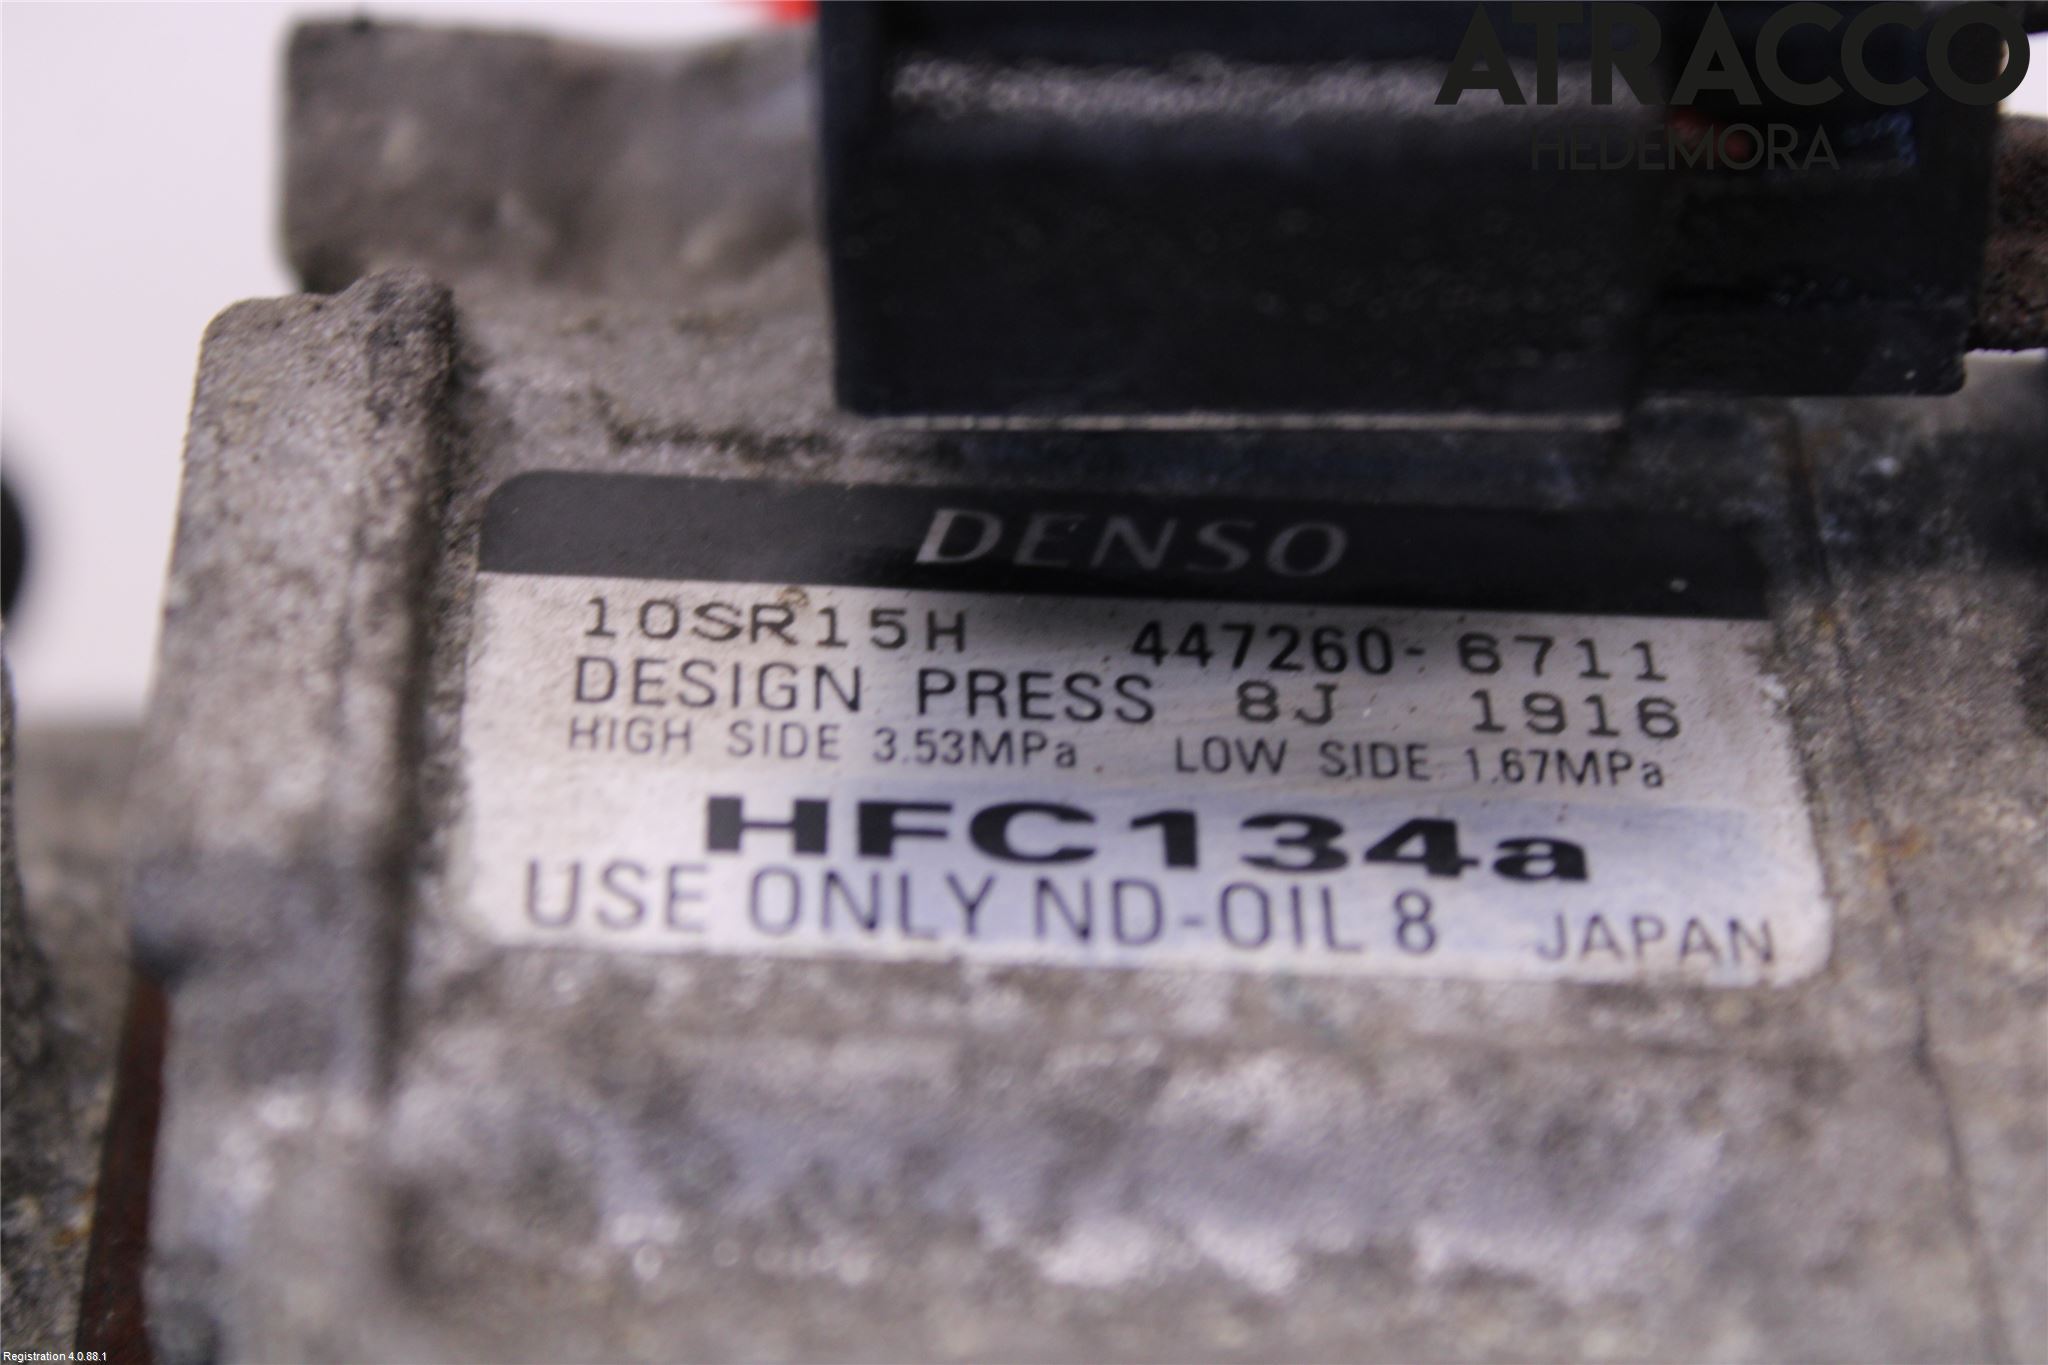 ATRACCO
HEDEMORA
DENSO
10SR15H 447260-6711
DESIGN PRESS 8J 1916
HIGH SIDE 3.53MPa LOW SIDE 1.67MPa
HFC134a
USE ONLY ND-OIL 8 JAPAN
Registration 4.0.88.1